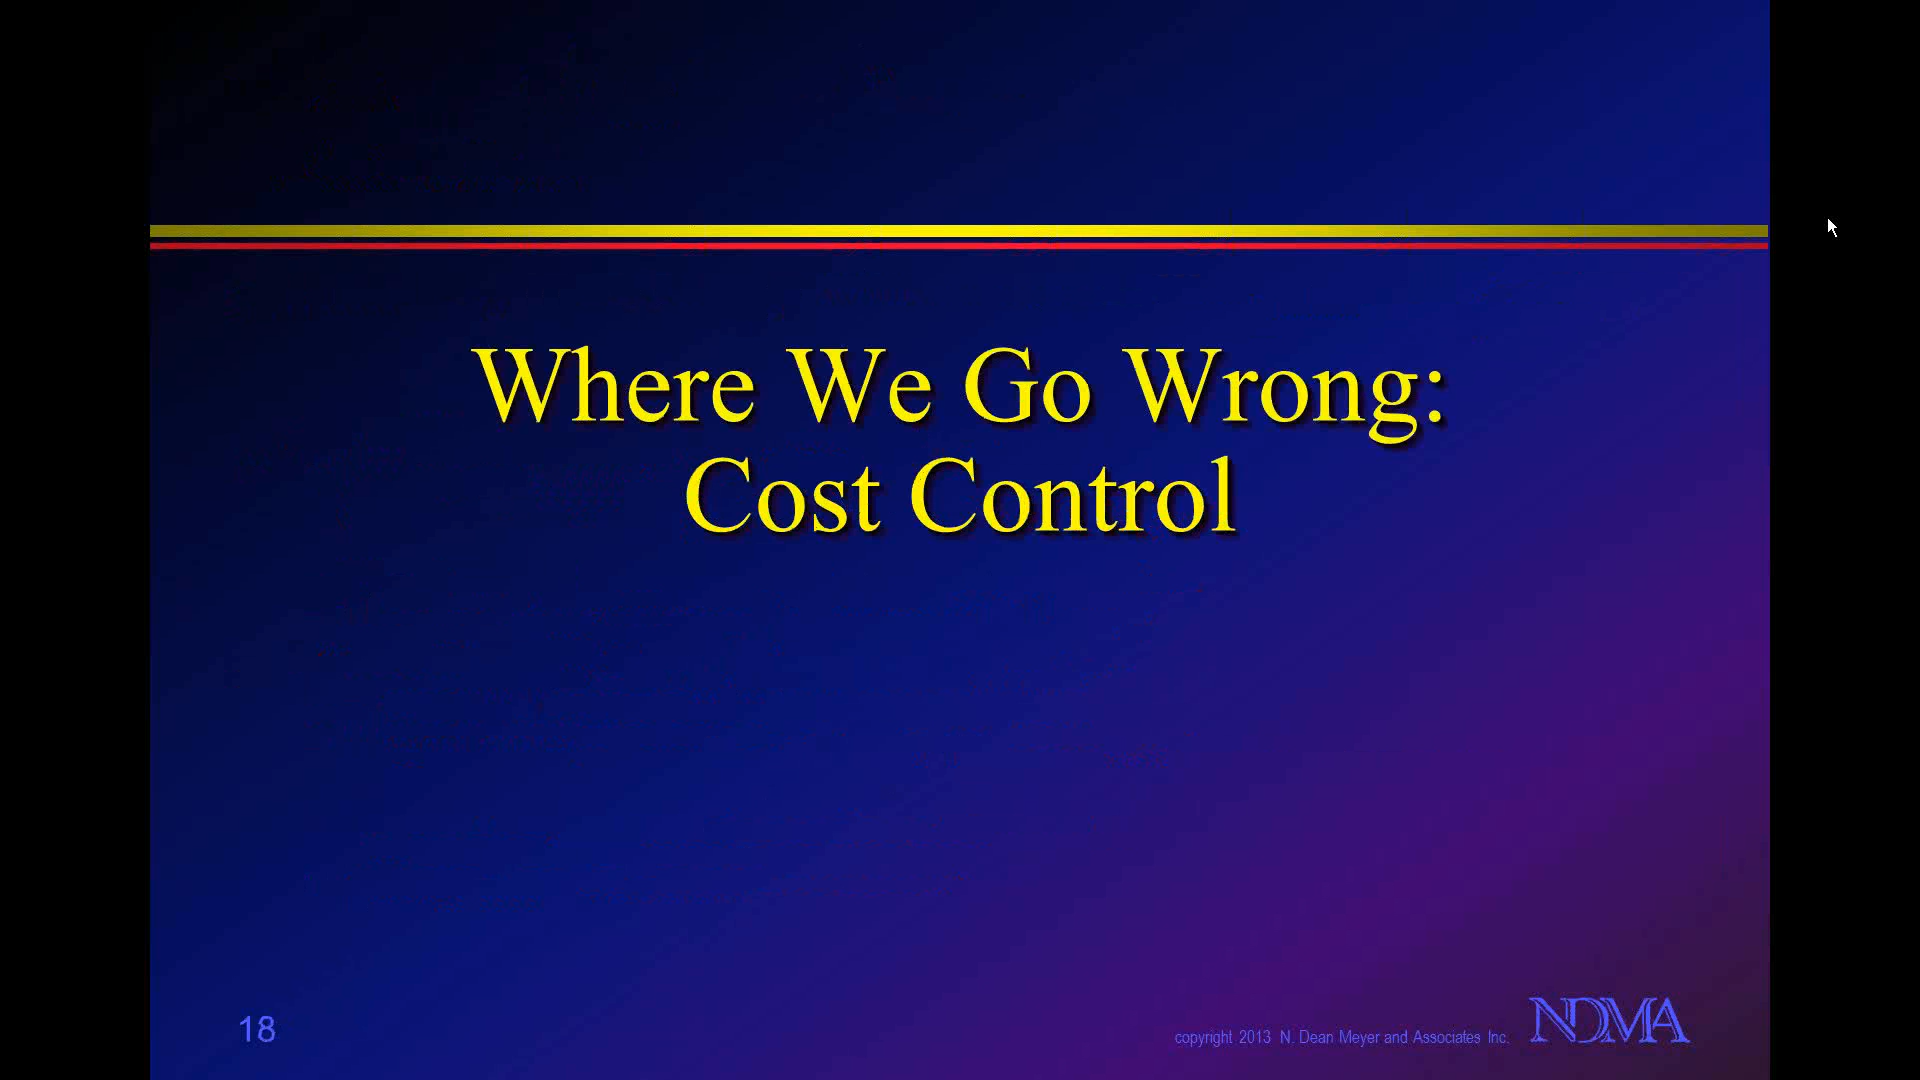 Where We Go Wrong:
Cost Control
18
copyright 2013 N. Dean Meyer and Associates Inc.
NDMA